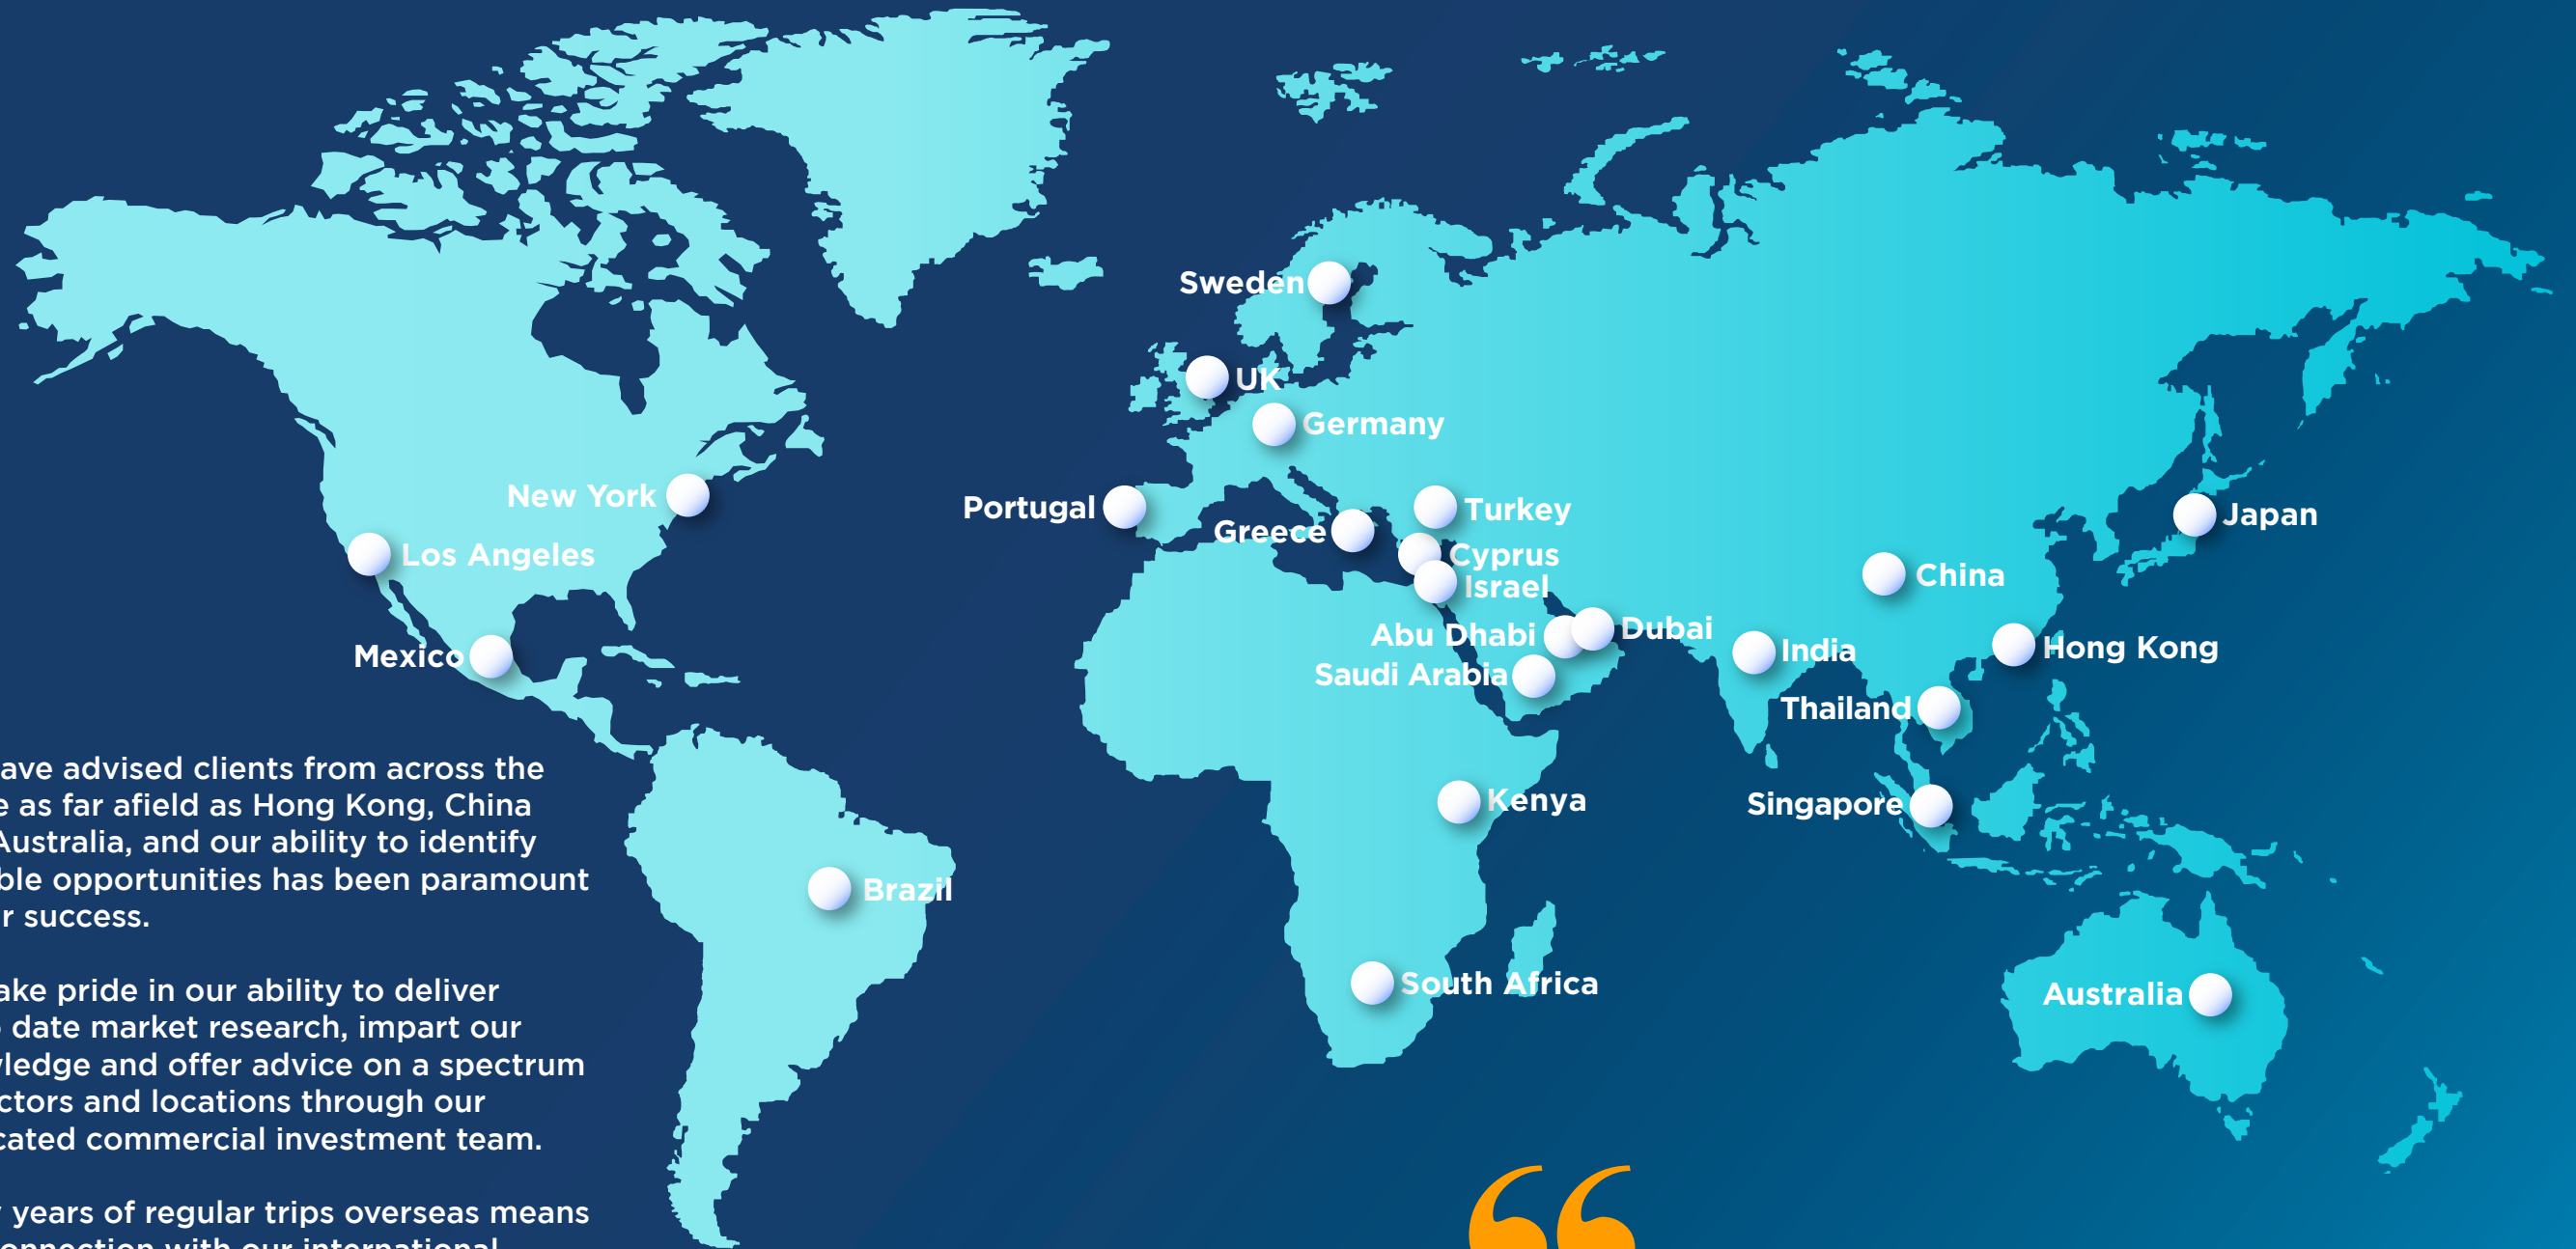 Sweden
UK
Germany
New York
Portugal
Turkey
Greece
Japan
Los Angeles
Cyprus
China
Israel
Abu Dhabi
Dubai
Mexico
India
Hong Kong
Saudi Arabia
Thailand
Kenya
Singapore
Brazil
South Africa
Australia
ave advised clients from across the
e as far afield as Hong Kong, China
Australia, and our ability to identify
ble opportunities has been paramount
r success.
ake pride in our ability to deliver
date market research, impart our
ledge and offer advice on a spectrum
ctors and locations through our
cated commercial investment team.
years of regular trips overseas means
onnection with our international
“